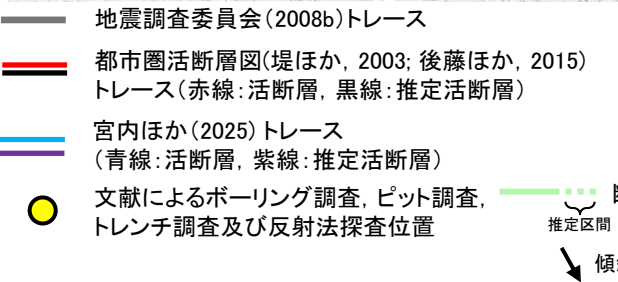 地震調査委員会(2008b)トレース
都市圏活断層図(堤ほか, 2003; 後藤ほか, 2015)
トレース(赤線:活断層, 黒線:推定活断層)
宮内ほか(2025)トレース
(青線:活断層, 紫線:推定活断層)
文献によるボーリング調査, ピット調査,
トレンチ調査及び反射法探査位置
推定区間